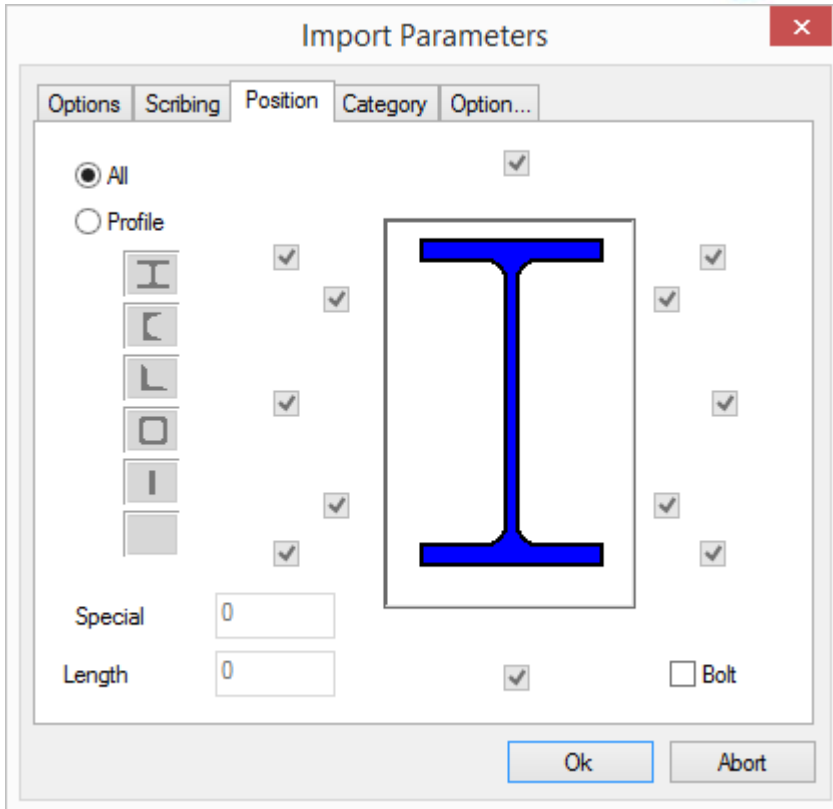 Import Parameters
Options Scribing Position Category Option...
All
Profile
Special 0
Length 0
Bolt
Ok Abort